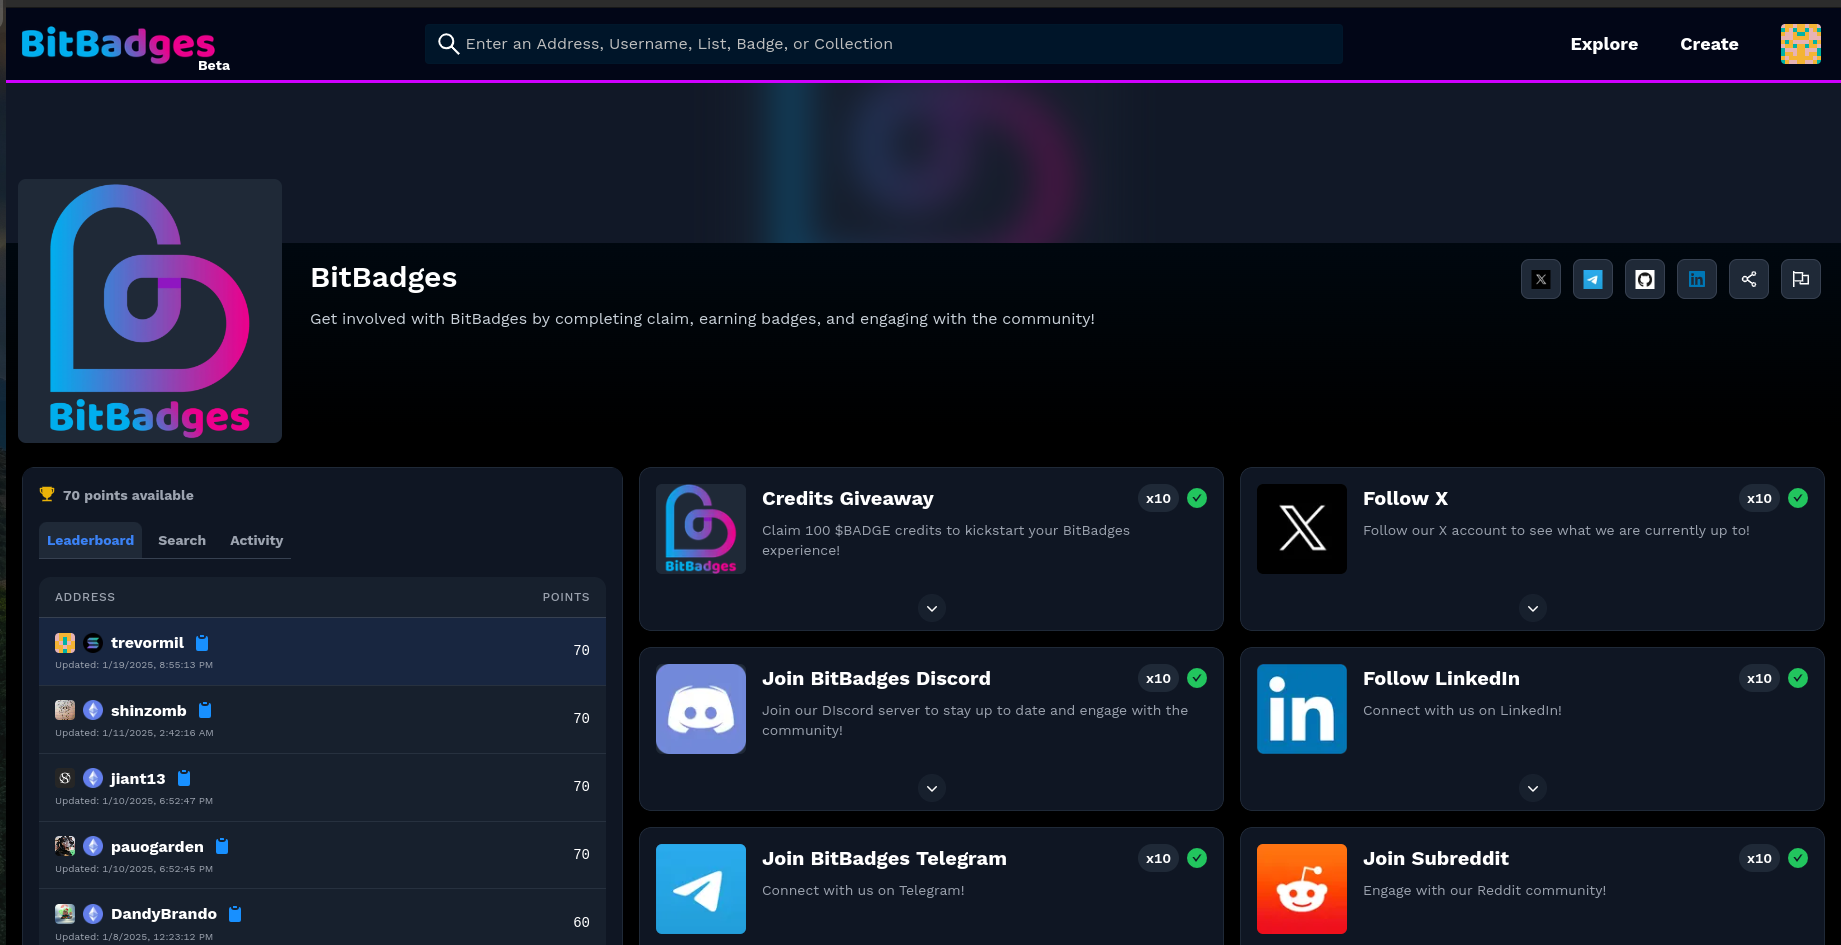 BitBadges
Beta
Enter an Address, Username, List, Badge, or Collection
Explore
Create
BitBadges
BitBadges
Get involved with BitBadges by completing claim, earning badges, and engaging with the community!
70 points available
Leaderboard
Search
Activity
ADDRESS
POINTS
trevormil
70
Updated: 1/19/2025, 8:55:13 PM
shinzomb
70
Updated: 1/11/2025, 2:42:16 AM
jiant13
70
Updated: 1/10/2025, 6:52:47 PM
pauogarden
70
Updated: 1/10/2025, 6:52:45 PM
DandyBrando
60
Updated: 1/8/2025, 12:23:12 PM
BitBadges
Credits Giveaway
x10
Claim 100 $BADGE credits to kickstart your BitBadges
experience!
X
Follow X
x10
Follow our X account to see what we are currently up to!
Join BitBadges Discord
x10
Join our DIscord server to stay up to date and engage with the
community!
in
Follow LinkedIn
x10
Connect with us on LinkedIn!
Join BitBadges Telegram
x10
Connect with us on Telegram!
Join Subreddit
x10
Engage with our Reddit community!